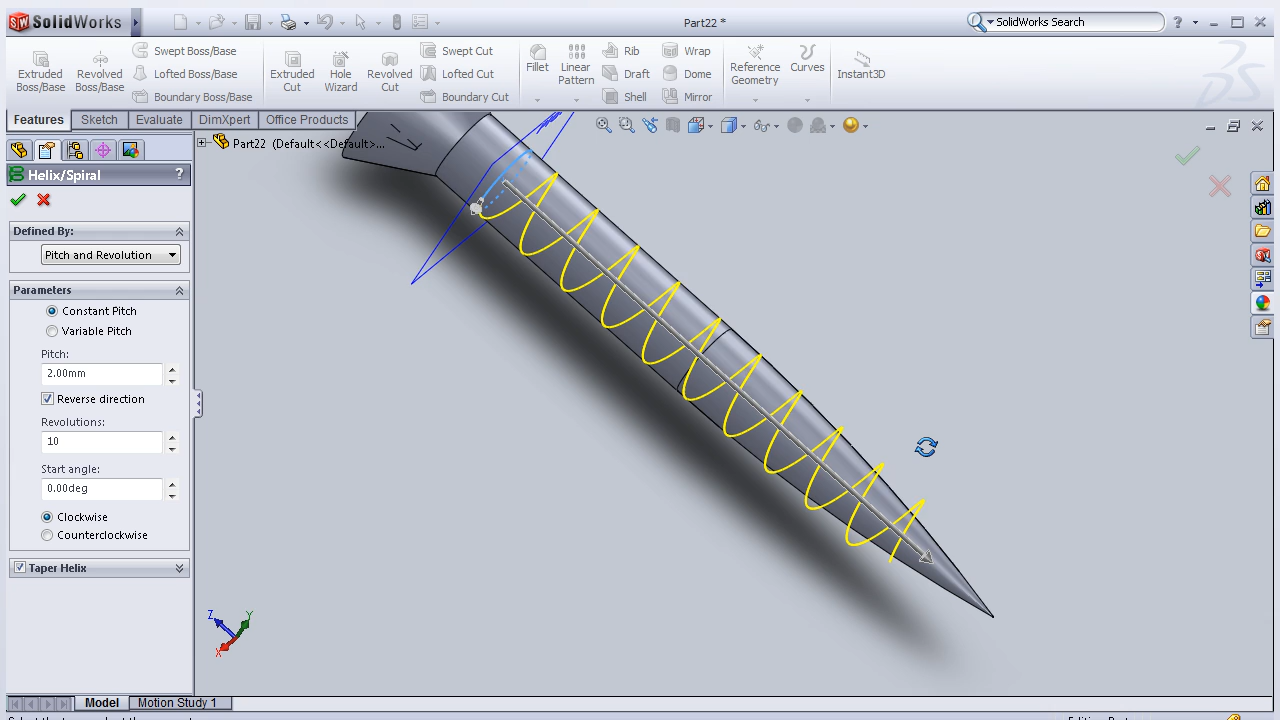 SolidWorks
Part22 *
SolidWorks Search
?
Extruded Boss/Base
Revolved Boss/Base
Swept Boss/Base
Lofted Boss/Base
Boundary Boss/Base
Extruded Cut
Hole Wizard
Revolved Cut
Swept Cut
Lofted Cut
Boundary Cut
Fillet
Linear Pattern
Rib
Draft
Shell
Wrap
Dome
Mirror
Reference Geometry
Curves
Instant3D
Features
Sketch
Evaluate
DimXpert
Office Products
Part22 (Default<<Default>...
Helix/Spiral
?
Defined By:
Pitch and Revolution
Parameters
Constant Pitch
Variable Pitch
Pitch:
2.00mm
Reverse direction
Revolutions:
10
Start angle:
0.00deg
Clockwise
Counterclockwise
Taper Helix
Z
Y
X
Model
Motion Study 1